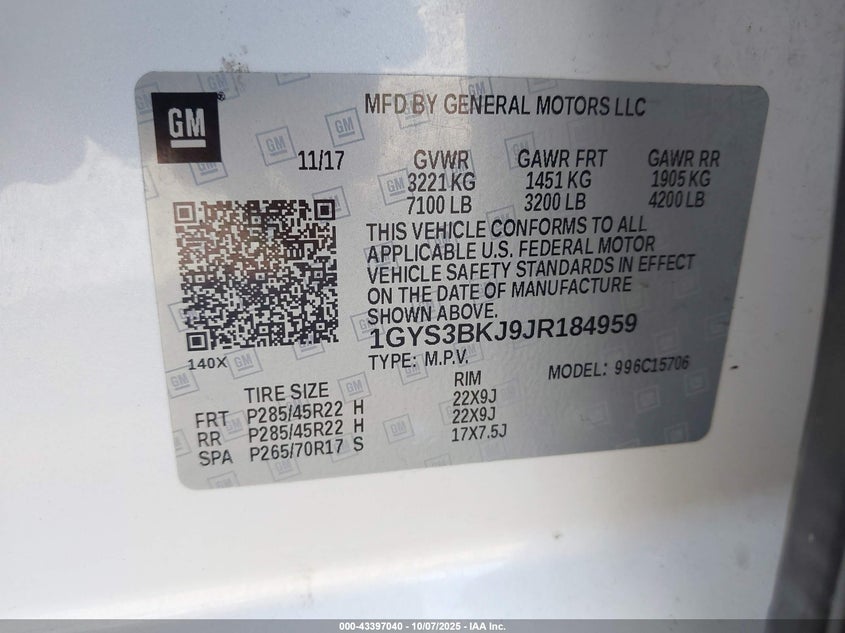 GM
MFD BY GENERAL MOTORS LLC
11/17 GVWR GAWR FRT GAWR RR
3221 KG 1451 KG 1905 KG
7100 LB 3200 LB 4200 LB
THIS VEHICLE CONFORMS TO ALL
APPLICABLE U.S. FEDERAL MOTOR
VEHICLE SAFETY STANDARDS IN EFFECT
ON THE DATE OF MANUFACTURE
SHOWN ABOVE.
1GYS3BKJ9JR184959
140X TYPE: M.P.V. MODEL: 996C15706
TIRE SIZE RIM
FRT P285/45R22 H 22X9J
RR P285/45R22 H 22X9J
SPA P265/70R17 S 17X7.5J
000-43397040 - 10/07/2025 - IAA Inc.